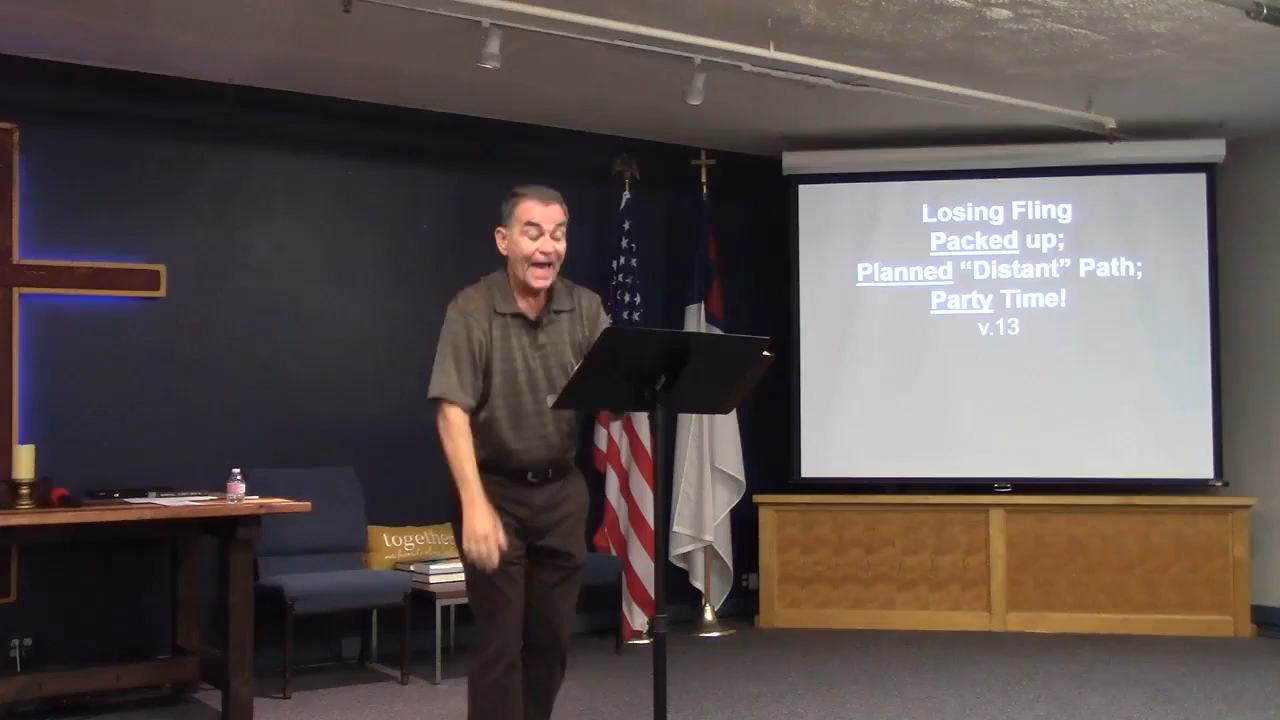 Losing Fling
Packed up;
Planned “Distant” Path;
Party Time!
v.13
together